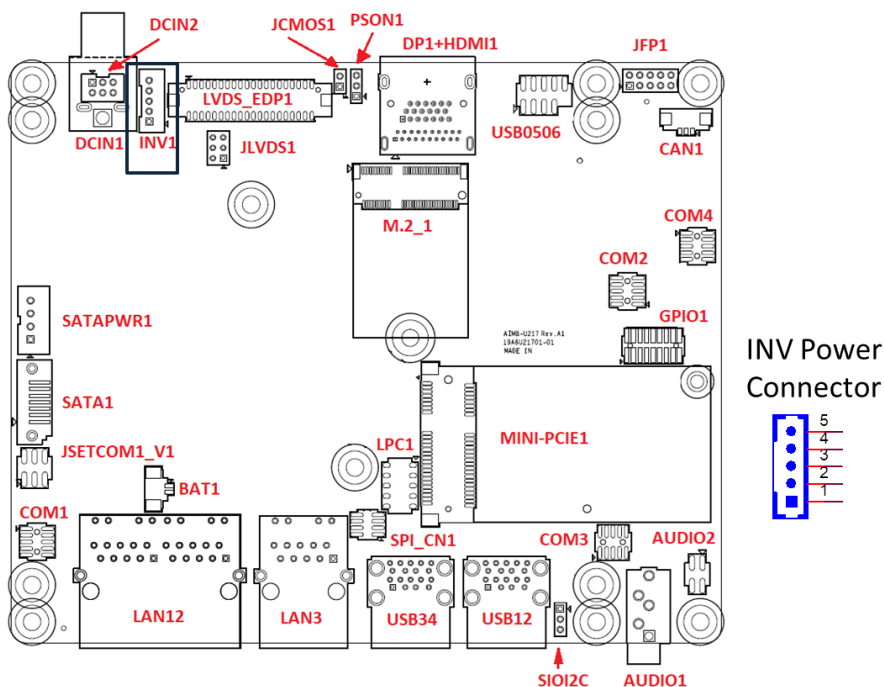 DCIN2
JCMOS1
PSON1
DP1+HDMI1
JFP1
LVDS_EDP1
USB0506
DCIN1
INV1
JLVDS1
CAN1
M.2_1
COM4
COM2
SATAPWR1
GPIO1
AIMB-U217 Rev.A1
19A6U21701-01
MADE IN
INV Power
Connector
SATA1
5
4
3
2
1
JSETCOM1_V1
LPC1
MINI-PCIE1
BAT1
COM1
SPI_CN1
COM3
AUDIO2
LAN12
LAN3
USB34
USB12
SIOI2C
AUDIO1